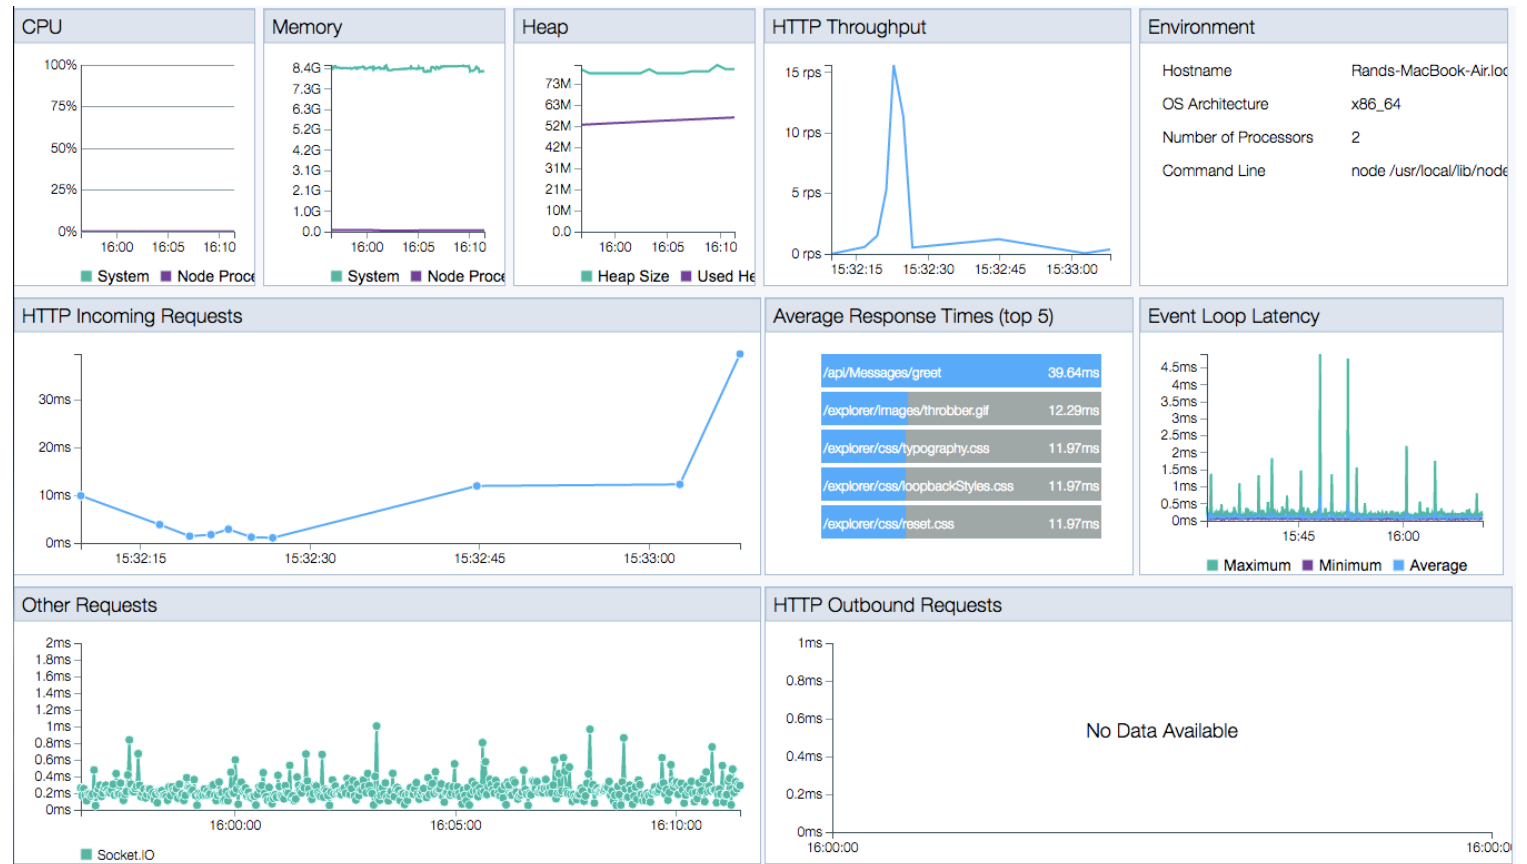 CPU
100%
75%
50%
25%
0%
16:00 16:05 16:10
System Node Proce
Memory
8.4G
7.3G
6.3G
5.2G
4.2G
3.1G
2.1G
1.0G
0.0
16:00 16:05 16:10
System Node Proce
Heap
73M
63M
52M
42M
31M
21M
10M
0.0
16:00 16:05 16:10
Heap Size Used He
HTTP Throughput
15 rps
10 rps
5 rps
0 rps
15:32:15 15:32:30 15:32:45 15:33:00
Environment
Hostname Rands-MacBook-Air.loc
OS Architecture x86_64
Number of Processors 2
Command Line node /usr/local/lib/node
HTTP Incoming Requests
30ms
20ms
10ms
0ms
15:32:15 15:32:30 15:32:45 15:33:00
Average Response Times (top 5)
/api/Messages/greet 39.64ms
/explorer/images/throbber.gif 12.29ms
/explorer/css/typography.css 11.97ms
/explorer/css/loopbackStyles.css 11.97ms
/explorer/css/reset.css 11.97ms
Event Loop Latency
4.5ms
4ms
3.5ms
3ms
2.5ms
2ms
1.5ms
1ms
0.5ms
0ms
15:45 16:00
Maximum Minimum Average
Other Requests
2ms
1.8ms
1.6ms
1.4ms
1.2ms
1ms
0.8ms
0.6ms
0.4ms
0.2ms
0ms
16:00:00 16:05:00 16:10:00
Socket.IO
HTTP Outbound Requests
1ms
0.8ms
0.6ms
0.4ms
0.2ms
0ms
No Data Available
16:00:00 16:00:0